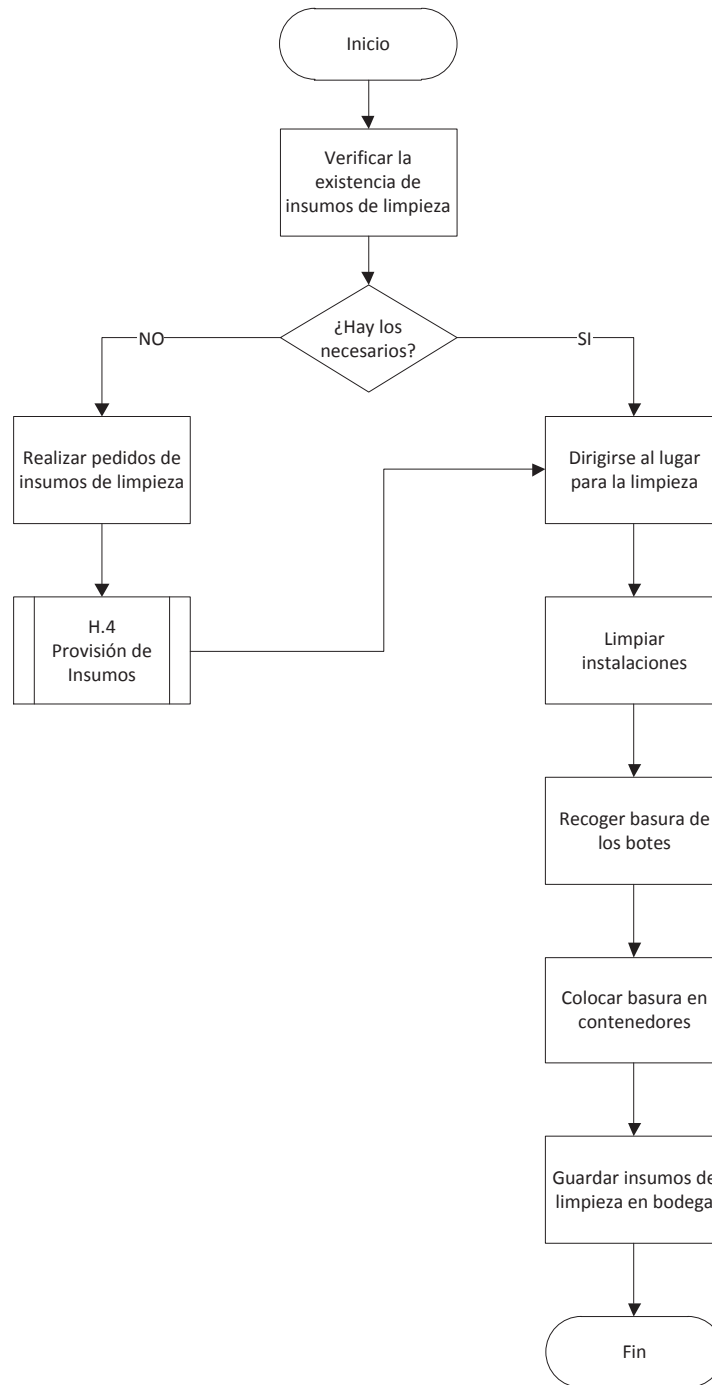 Inicio
Verificar la
existencia de
insumos de limpieza
¿Hay los
necesarios?
NO
SI
Realizar pedidos de
insumos de limpieza
Dirigirse al lugar
para la limpieza
H.4
Provisión de
Insumos
Limpiar
instalaciones
Recoger basura de
los botes
Colocar basura en
contenedores
Guardar insumos de
limpieza en bodega
Fin